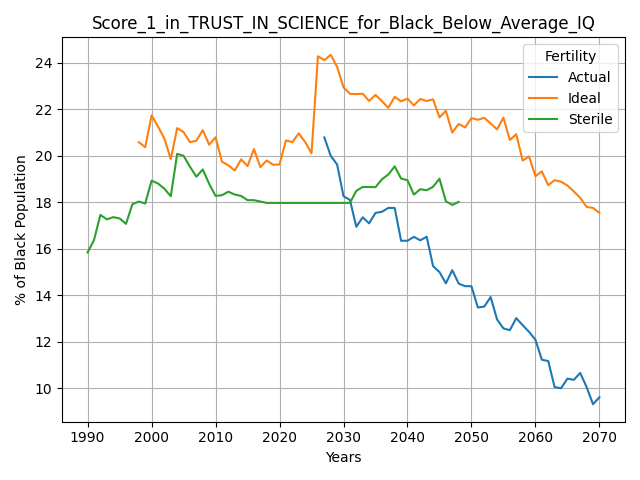 Score_1_in_TRUST_IN_SCIENCE_for_Black_Below_Average_IQ
Fertility
Actual
Ideal
Sterile
% of Black Population
24
22
20
18
16
14
12
10
1990
2000
2010
2020
2030
2040
2050
2060
2070
Years